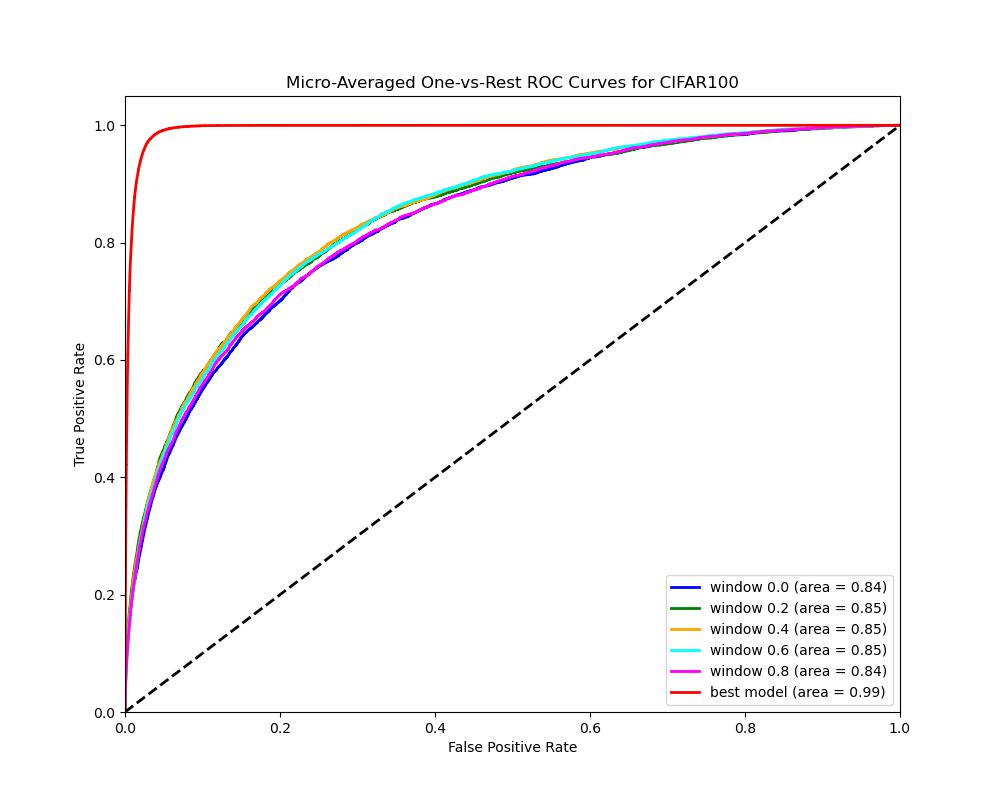 Micro-Averaged One-vs-Rest ROC Curves for CIFAR100
True Positive Rate
1.0
0.8
0.6
0.4
0.2
0.0
window 0.0 (area = 0.84)
window 0.2 (area = 0.85)
window 0.4 (area = 0.85)
window 0.6 (area = 0.85)
window 0.8 (area = 0.84)
best model (area = 0.99)
0.0 0.2 0.4 0.6 0.8 1.0
False Positive Rate